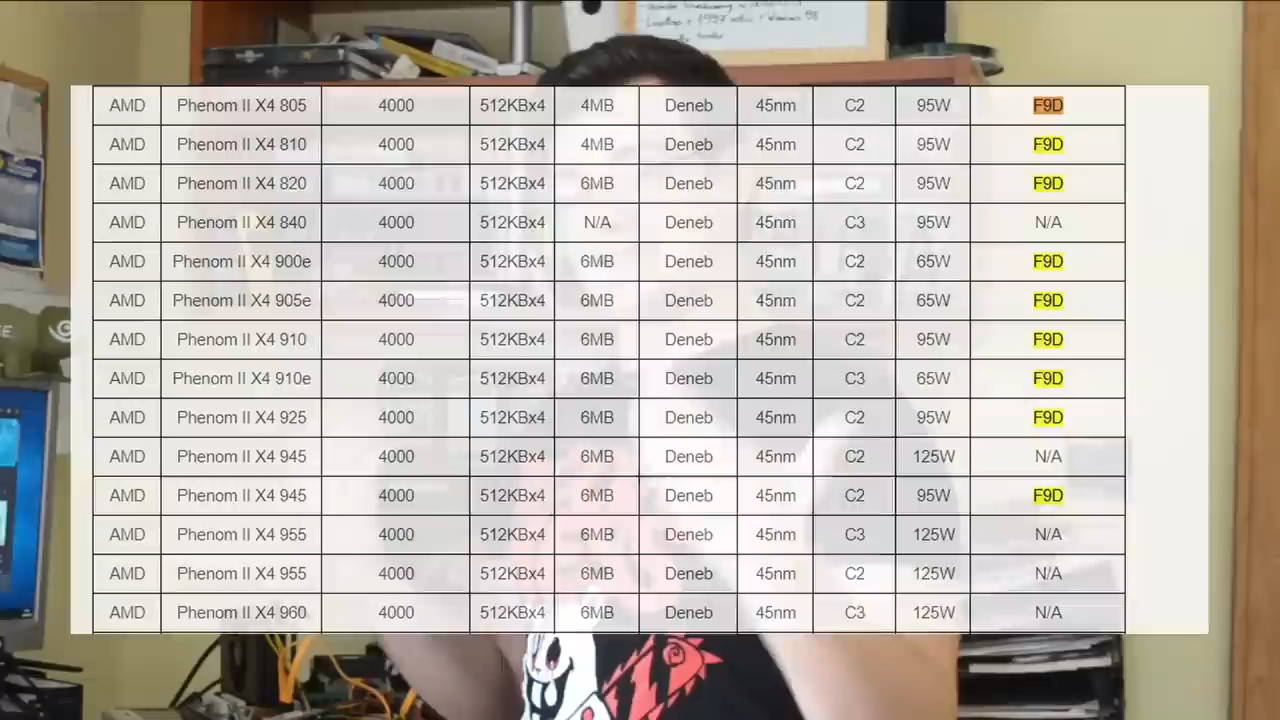 AMD Phenom II X4 805 4000 512KBx4 4MB Deneb 45nm C2 95W F9D
AMD Phenom II X4 810 4000 512KBx4 4MB Deneb 45nm C2 95W F9D
AMD Phenom II X4 820 4000 512KBx4 6MB Deneb 45nm C2 95W F9D
AMD Phenom II X4 840 4000 512KBx4 N/A Deneb 45nm C3 95W N/A
AMD Phenom II X4 900e 4000 512KBx4 6MB Deneb 45nm C2 65W F9D
AMD Phenom II X4 905e 4000 512KBx4 6MB Deneb 45nm C2 65W F9D
AMD Phenom II X4 910 4000 512KBx4 6MB Deneb 45nm C2 95W F9D
AMD Phenom II X4 910e 4000 512KBx4 6MB Deneb 45nm C3 65W F9D
AMD Phenom II X4 925 4000 512KBx4 6MB Deneb 45nm C2 95W F9D
AMD Phenom II X4 945 4000 512KBx4 6MB Deneb 45nm C2 125W N/A
AMD Phenom II X4 945 4000 512KBx4 6MB Deneb 45nm C2 95W F9D
AMD Phenom II X4 955 4000 512KBx4 6MB Deneb 45nm C3 125W N/A
AMD Phenom II X4 955 4000 512KBx4 6MB Deneb 45nm C2 125W N/A
AMD Phenom II X4 960 4000 512KBx4 6MB Deneb 45nm C3 125W N/A